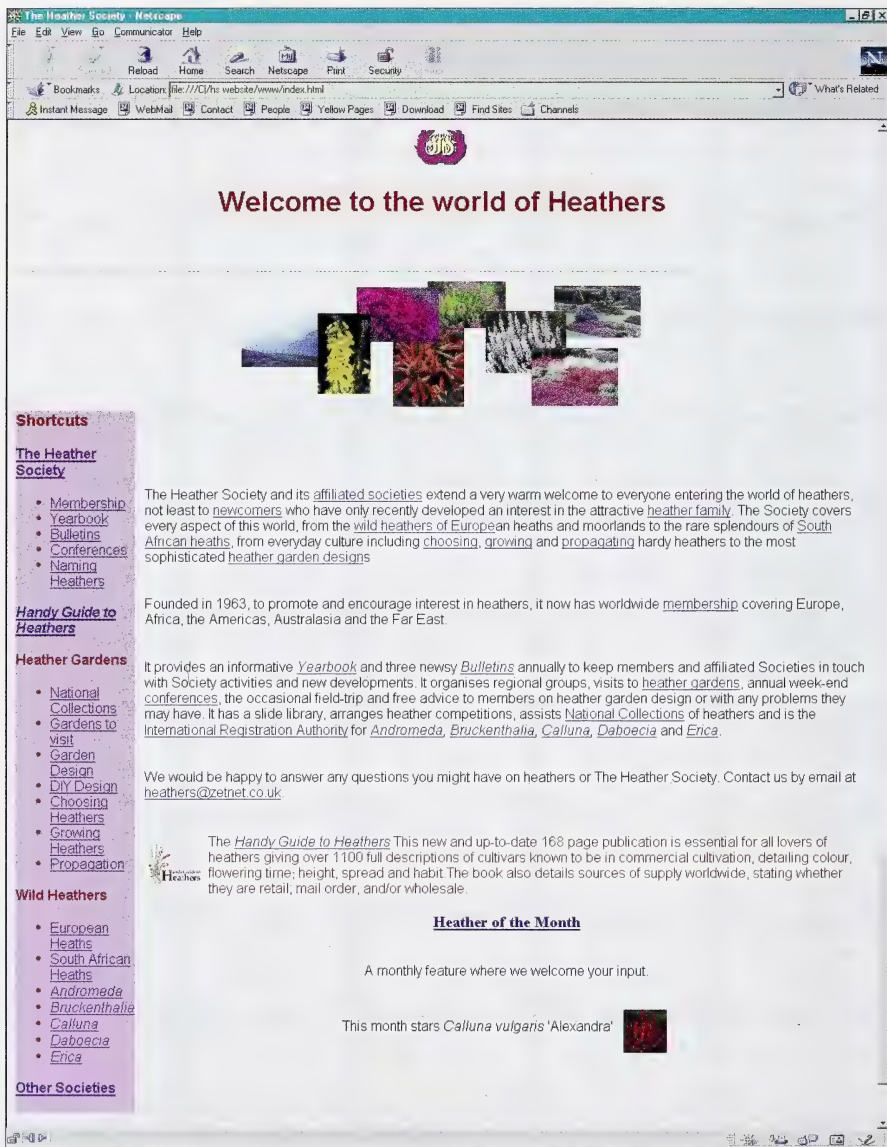 The Heather Society - Netscape
File Edit View Go Communicator Help
Reload Home Search Netscape Print Security
Bookmarks Location: file:///C|/hs website/www/index.html What's Related
Instant Message WebMail Contact People Yellow Pages Download Find Sites Channels
Welcome to the world of Heathers
Shortcuts
The Heather
Society
• Membership
• Yearbook
• Bulletins
• Conferences
• Naming
Heathers
Handy Guide to
Heathers
Heather Gardens
• National
Collections
• Gardens to
visit
• Garden
Design
• DIY Design
• Choosing
Heathers
• Growing
Heathers
• Propagation
Wild Heathers
• European
Heaths
• South African
Heaths
• Andromeda
• Bruckenthalia
• Calluna
• Daboecia
• Erica
Other Societies
The Heather Society and its affiliated societies extend a very warm welcome to everyone entering the world of heathers,
not least to newcomers who have only recently developed an interest in the attractive heather family. The Society covers
every aspect of this world, from the wild heathers of European heaths and moorlands to the rare splendours of South
African heaths, from everyday culture including choosing, growing and propagating hardy heathers to the most
sophisticated heather garden designs
Founded in 1963, to promote and encourage interest in heathers, it now has worldwide membership covering Europe,
Africa, the Americas, Australasia and the Far East.
It provides an informative Yearbook and three newsy Bulletins annually to keep members and affiliated Societies in touch
with Society activities and new developments. It organises regional groups, visits to heather gardens, annual week-end
conferences, the occasional field-trip and free advice to members on heather garden design or with any problems they
may have. It has a slide library, arranges heather competitions, assists National Collections of heathers and is the
International Registration Authority for Andromeda, Bruckenthalia, Calluna, Daboecia and Erica.
We would be happy to answer any questions you might have on heathers or The Heather Society. Contact us by email at
heathers@zetnet.co.uk.
Heathers
The Handy Guide to Heathers This new and up-to-date 168 page publication is essential for all lovers of
heathers giving over 1100 full descriptions of cultivars known to be in commercial cultivation, detailing colour,
flowering time; height, spread and habit.The book also details sources of supply worldwide, stating whether
they are retail; mail order, and/or wholesale.
Heather of the Month
A monthly feature where we welcome your input.
This month stars Calluna vulgaris 'Alexandra'